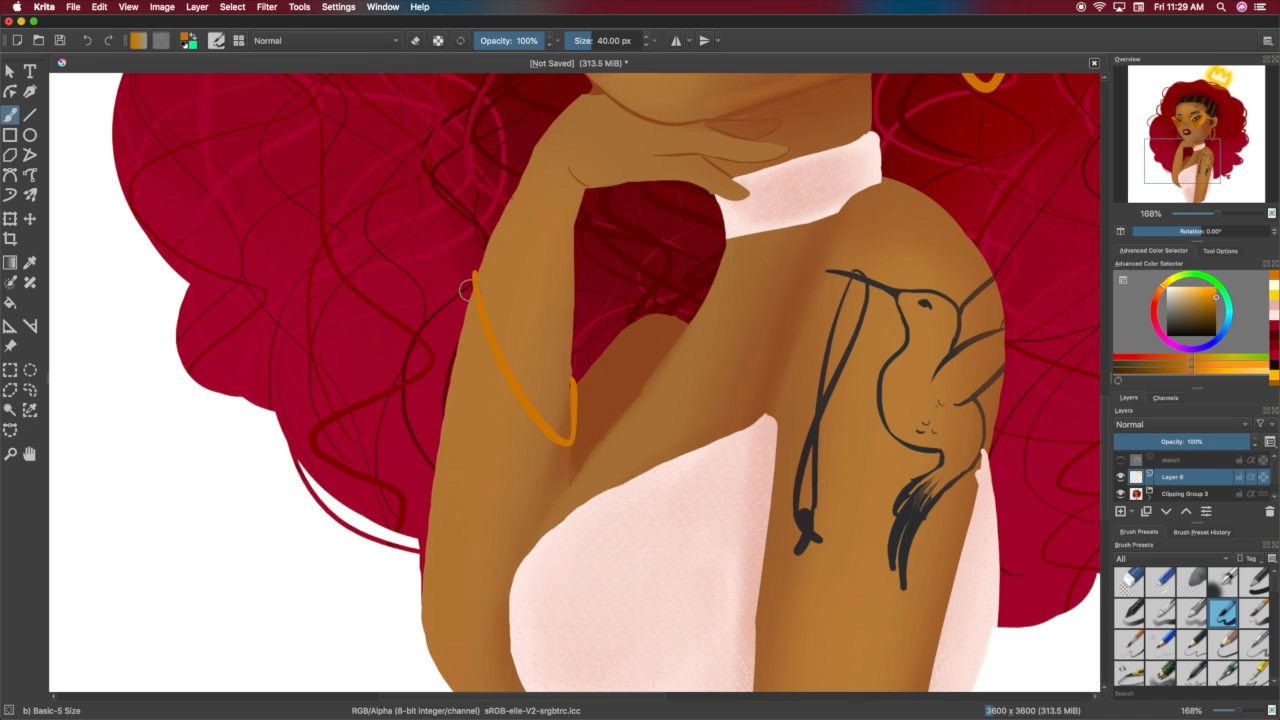 Krita File Edit View Image Layer Select Filter Tools Settings Window Help Fri 11:29 AM
Normal Opacity: 100% Size: 40.00 px
[Not Saved] (313.5 MiB) *
Overview
168%
Rotation: 0.00°
Advanced Color Selector Tool Options
Advanced Color Selector
Layers Channels
Layers
Normal
Opacity: 100%
sketch
Layer 6
Clipping Group 3
Brush Presets Brush Preset History
Brush Presets
All Tag
Search
b) Basic-5 Size RGB/Alpha (8-bit integer/channel) sRGB-elle-V2-srgbtrc.icc 3600 x 3600 (313.5 MiB) 168%